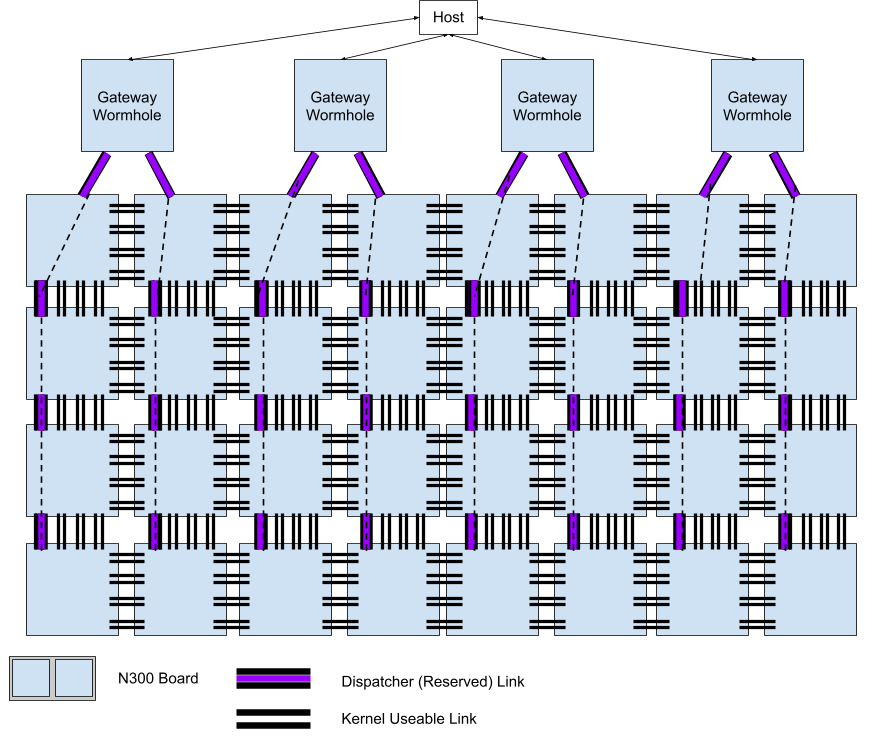 Host
Gateway
Wormhole
Gateway
Wormhole
Gateway
Wormhole
Gateway
Wormhole
N300 Board
Dispatcher (Reserved) Link
Kernel Useable Link